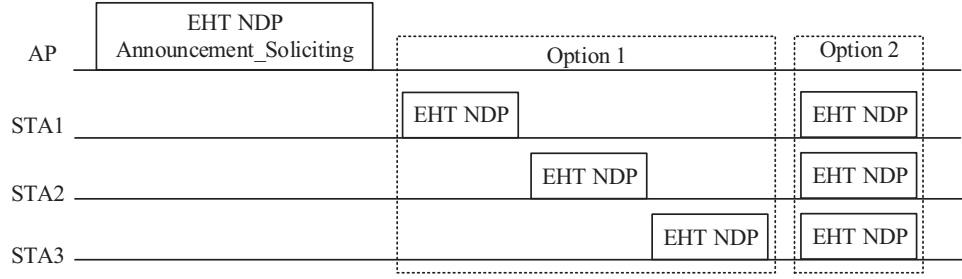 EHT NDP
Announcement_Soliciting
AP
Option 1
Option 2
STA1
EHT NDP
EHT NDP
STA2
EHT NDP
EHT NDP
STA3
EHT NDP
EHT NDP